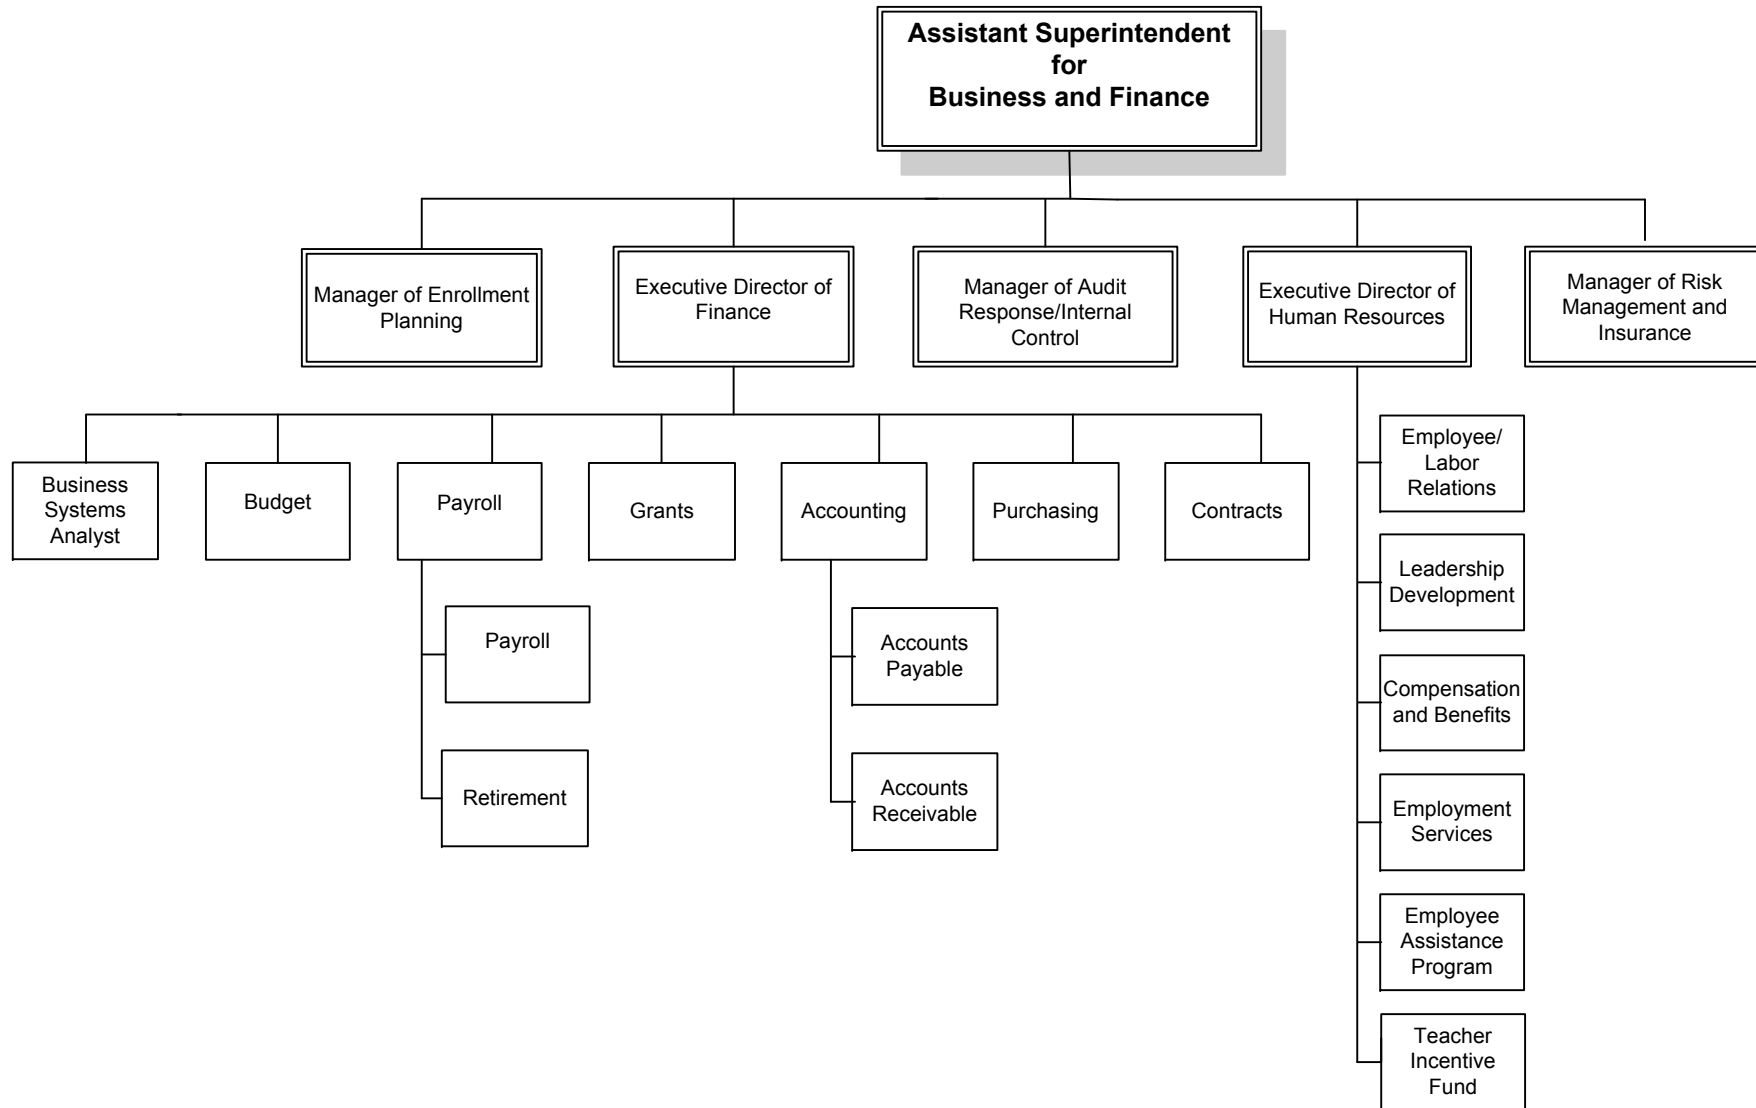 Assistant Superintendent
for
Business and Finance
Manager of Enrollment
Planning
Executive Director of
Finance
Manager of Audit
Response/Internal
Control
Executive Director of
Human Resources
Manager of Risk
Management and
Insurance
Business
Systems
Analyst
Budget
Payroll
Grants
Accounting
Purchasing
Contracts
Payroll
Retirement
Accounts
Payable
Accounts
Receivable
Employee/
Labor
Relations
Leadership
Development
Compensation
and Benefits
Employment
Services
Employee
Assistance
Program
Teacher
Incentive
Fund